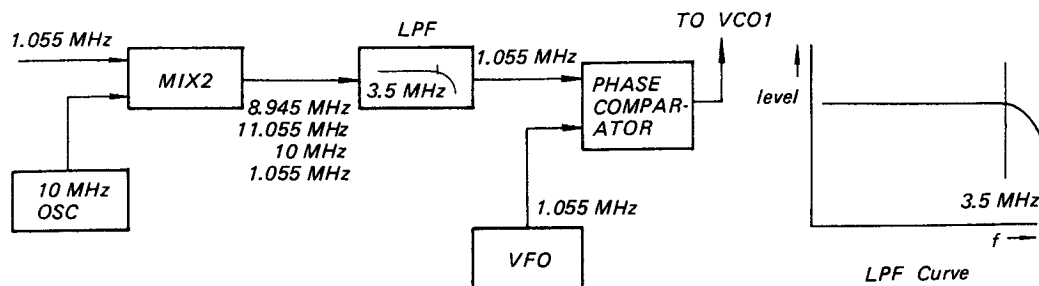 1.055 MHz
MIX2
10 MHz
OSC
8.945 MHz
11.055 MHz
10 MHz
1.055 MHz
LPF
3.5 MHz
1.055 MHz
PHASE
COMPAR-
ATOR
TO VCO1
1.055 MHz
VFO
level
3.5 MHz
f
LPF Curve